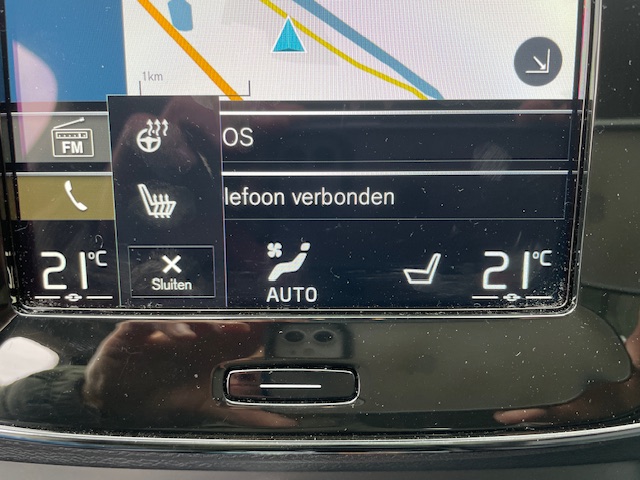 1km
FM
OS
lefoon verbonden
21°C
Sluiten
AUTO
21°C